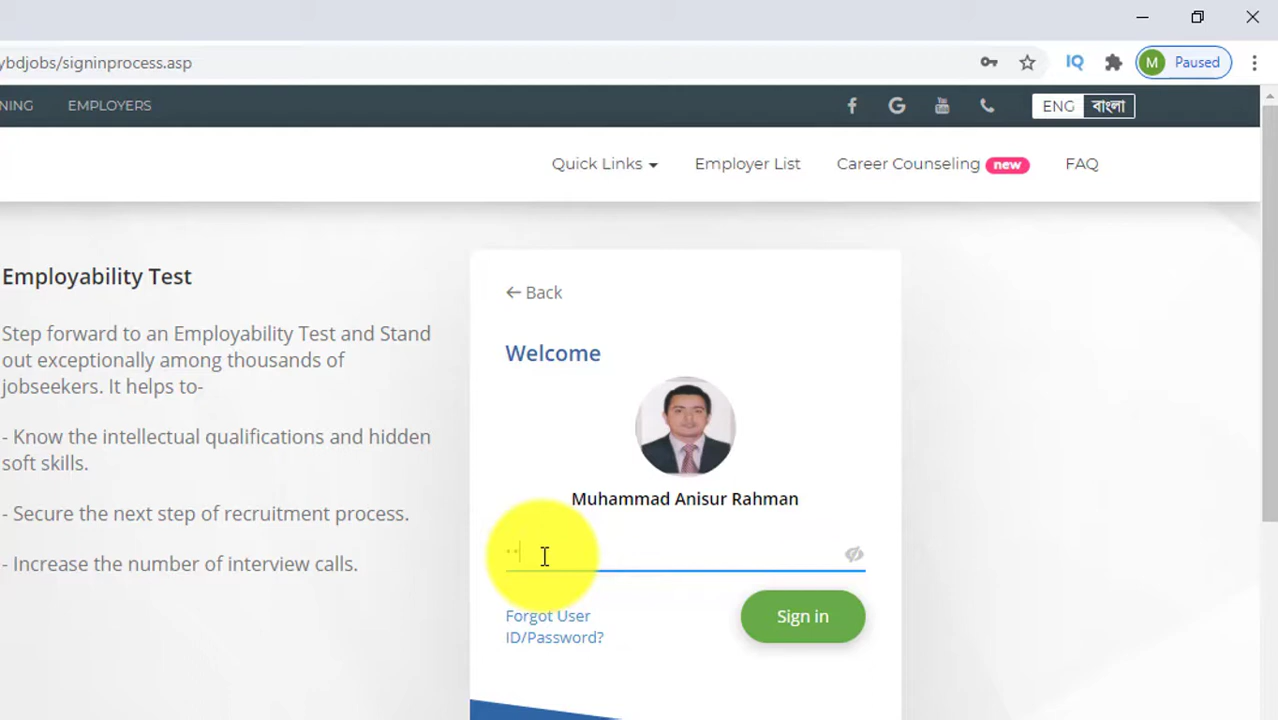 ybdjobs/signinprocess.asp
IQ
M Paused
NING EMPLOYERS
ENG বাংলা
Quick Links Employer List Career Counseling new FAQ
Employability Test
Step forward to an Employability Test and Stand
out exceptionally among thousands of
jobseekers. It helps to-
- Know the intellectual qualifications and hidden
soft skills.
- Secure the next step of recruitment process.
- Increase the number of interview calls.
← Back
Welcome
Muhammad Anisur Rahman
Forgot User
ID/Password?
Sign in